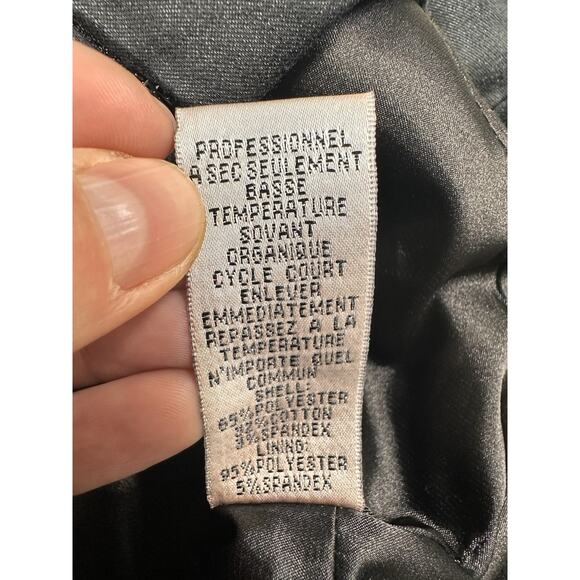 PROFESSIONNEL
A SEC SEULEMENT
BASSE
TEMPERATURE
SOVANT
ORGANIQUE
CYCLE COURT
ENLEVER
EMMEDIATEMENT
REPASSEZ A LA
TEMPERATURE
N'IMPORTE QUEL
COMMUN
SHELL:
65%POLYESTER
32%COTTON
3%SPANDEX
LINING:
95%POLYESTER
5%SPANDEX